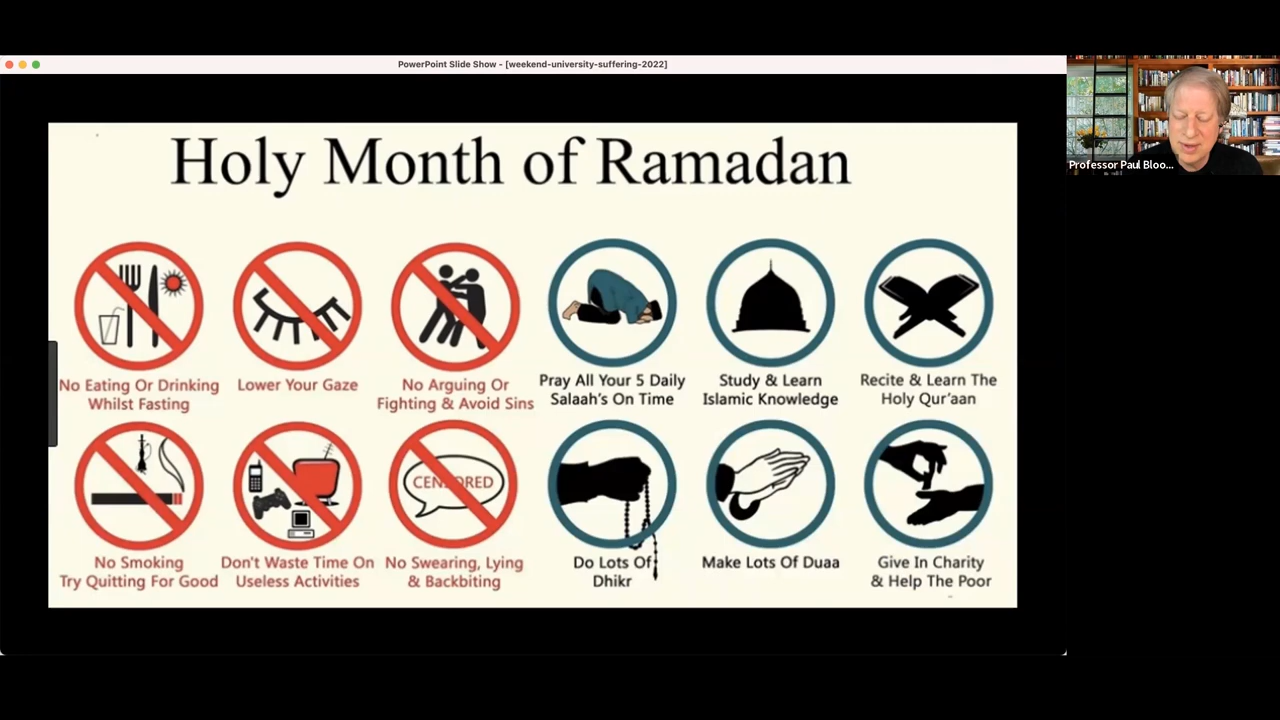 PowerPoint Slide Show - [weekend-university-suffering-2022]
Professor Paul Bloo...
Holy Month of Ramadan
No Eating Or Drinking
Whilst Fasting
Lower Your Gaze
No Arguing Or
Fighting & Avoid Sins
Pray All Your 5 Daily
Salaah's On Time
Study & Learn
Islamic Knowledge
Recite & Learn The
Holy Qur'aan
CENSORED
No Smoking
Try Quitting For Good
Don't Waste Time On
Useless Activities
No Swearing, Lying
& Backbiting
Do Lots Of
Dhikr
Make Lots Of Duaa
Give In Charity
& Help The Poor